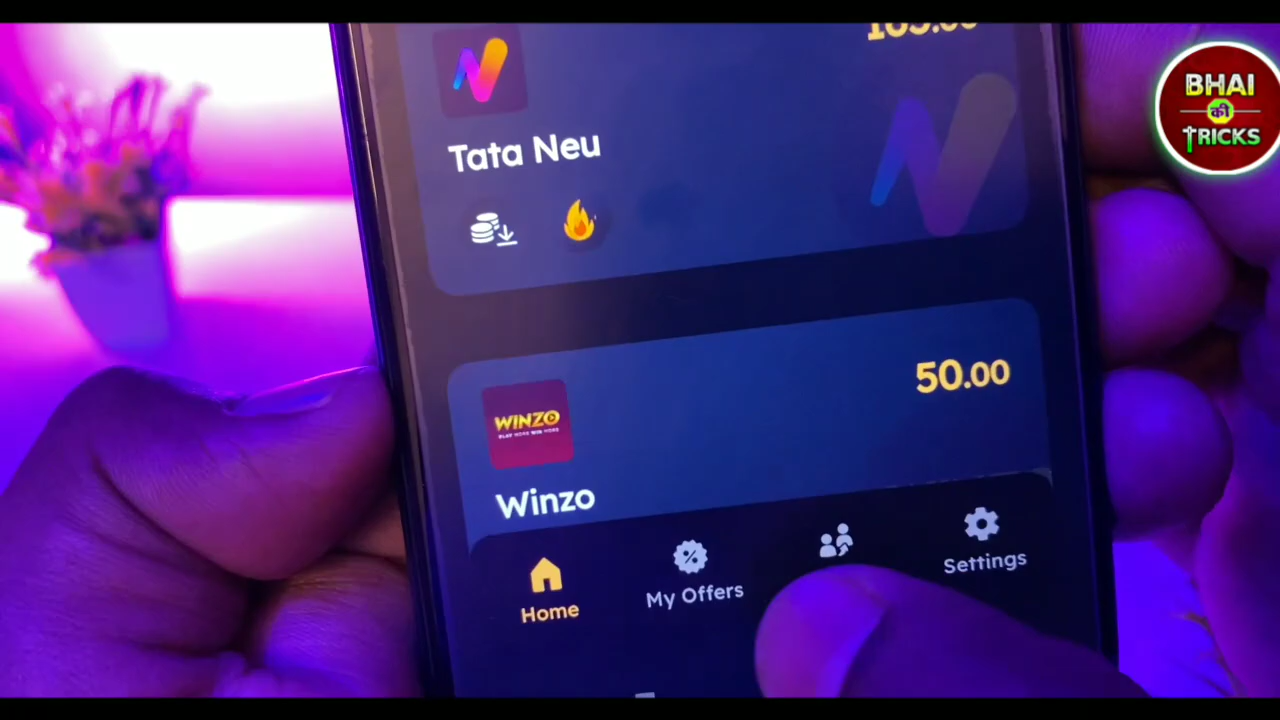 BHAI
की
TRICKS
Tata Neu
WINZO
50.00
Winzo
Home
My Offers
Settings